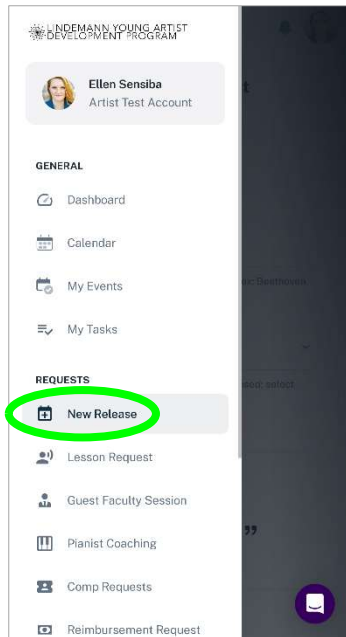 LINDEMANN YOUNG ARTIST
DEVELOPMENT PROGRAM
Ellen Sensiba
Artist Test Account
GENERAL
Dashboard
Calendar
My Events
My Tasks
REQUESTS
New Release
Lesson Request
Guest Faculty Session
Pianist Coaching
Comp Requests
Reimbursement Request